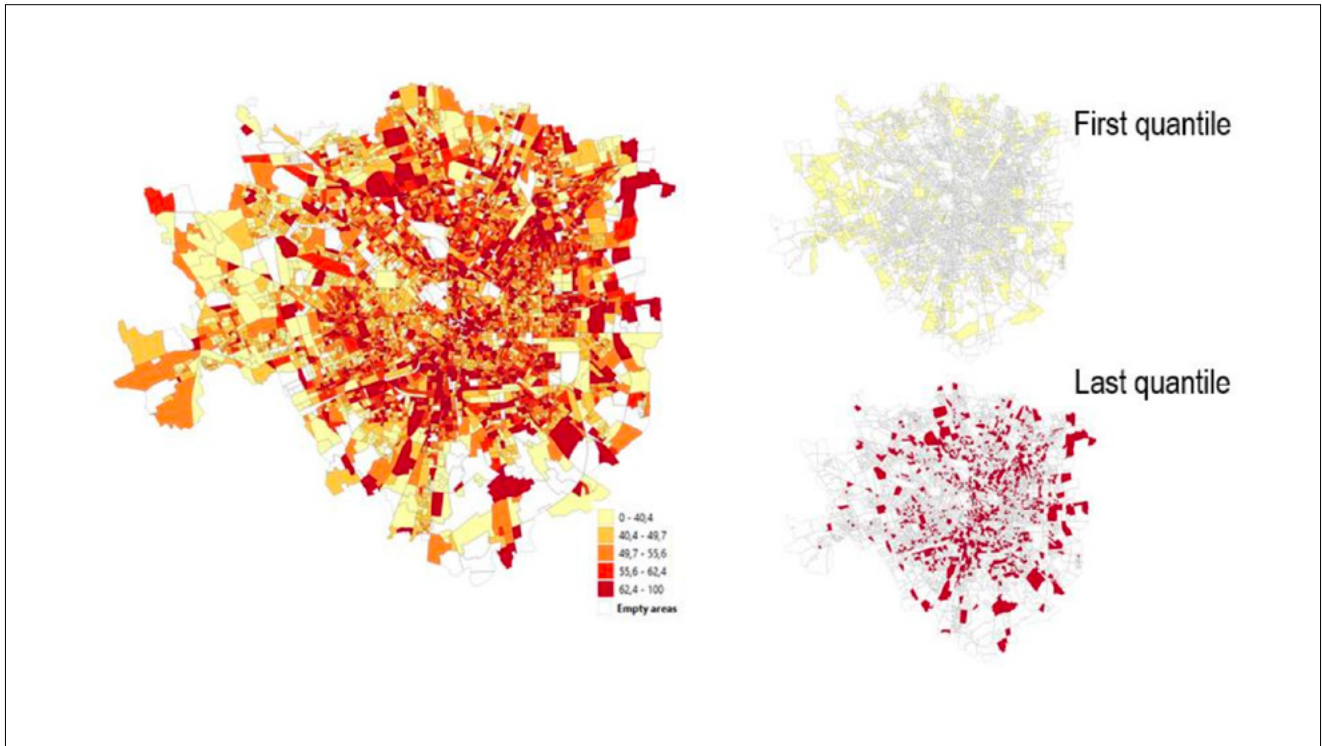 First quantile
Last quantile
0 - 40,4
40,4 - 49,7
49,7 - 55,6
55,6 - 62,4
62,4 - 100
Empty areas